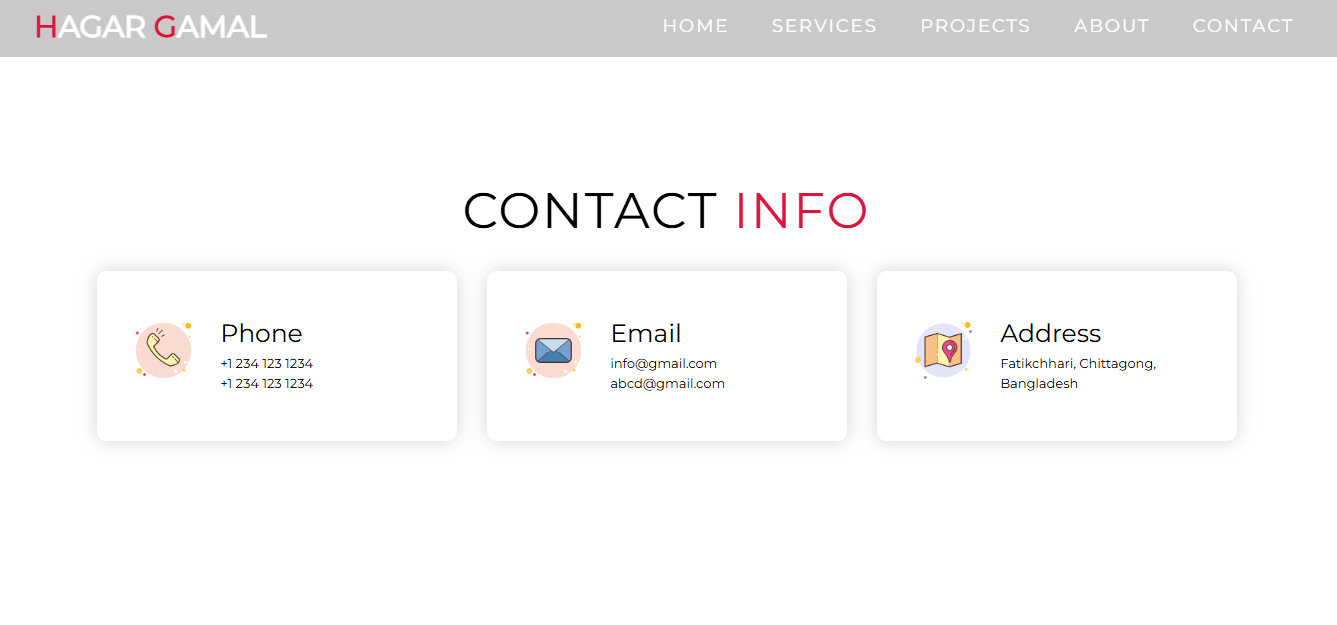 HAGAR GAMAL
HOME SERVICES PROJECTS ABOUT CONTACT
CONTACT INFO
Phone
+1 234 123 1234
+1 234 123 1234
Email
info@gmail.com
abcd@gmail.com
Address
Fatikchhari, Chittagong,
Bangladesh